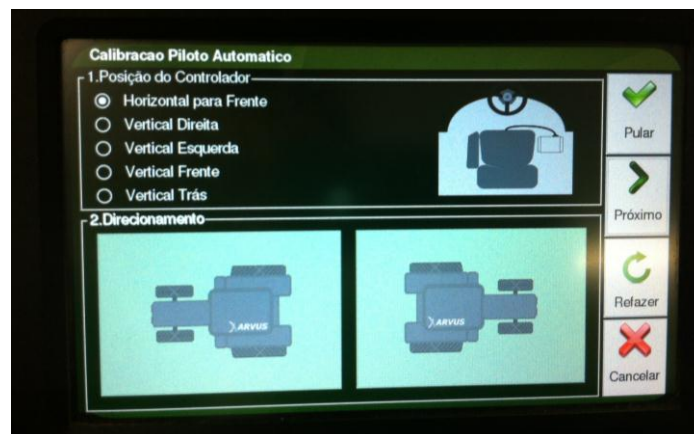 Calibracao Piloto Automatico
1.Posição do Controlador
Horizontal para Frente
Vertical Direita
Vertical Esquerda
Vertical Frente
Vertical Trás
2.Direcionamento
ARVUS
ARVUS
Pular
Próximo
Refazer
Cancelar